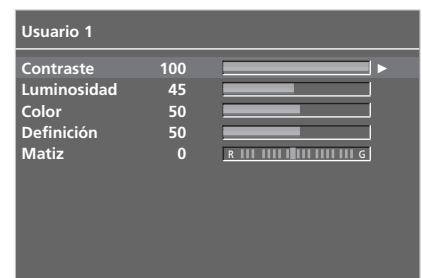 Usuario 1
Contraste 100
Luminosidad 45
Color 50
Definición 50
Matiz 0 R G